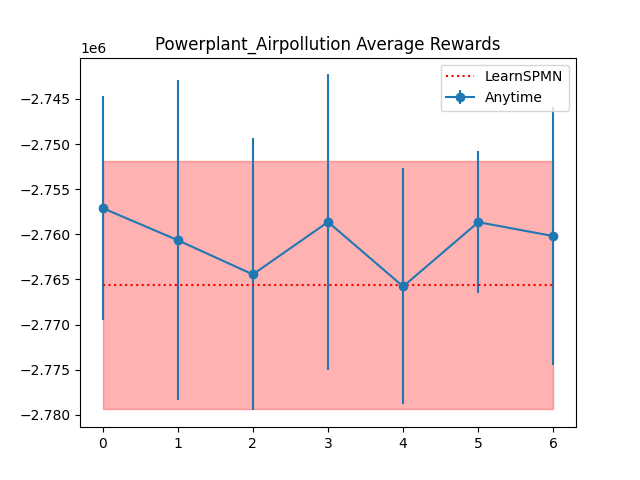 Powerplant_Airpollution Average Rewards
1e6
LearnSPMN
Anytime
−2.745
−2.750
−2.755
−2.760
−2.765
−2.770
−2.775
−2.780
0 1 2 3 4 5 6